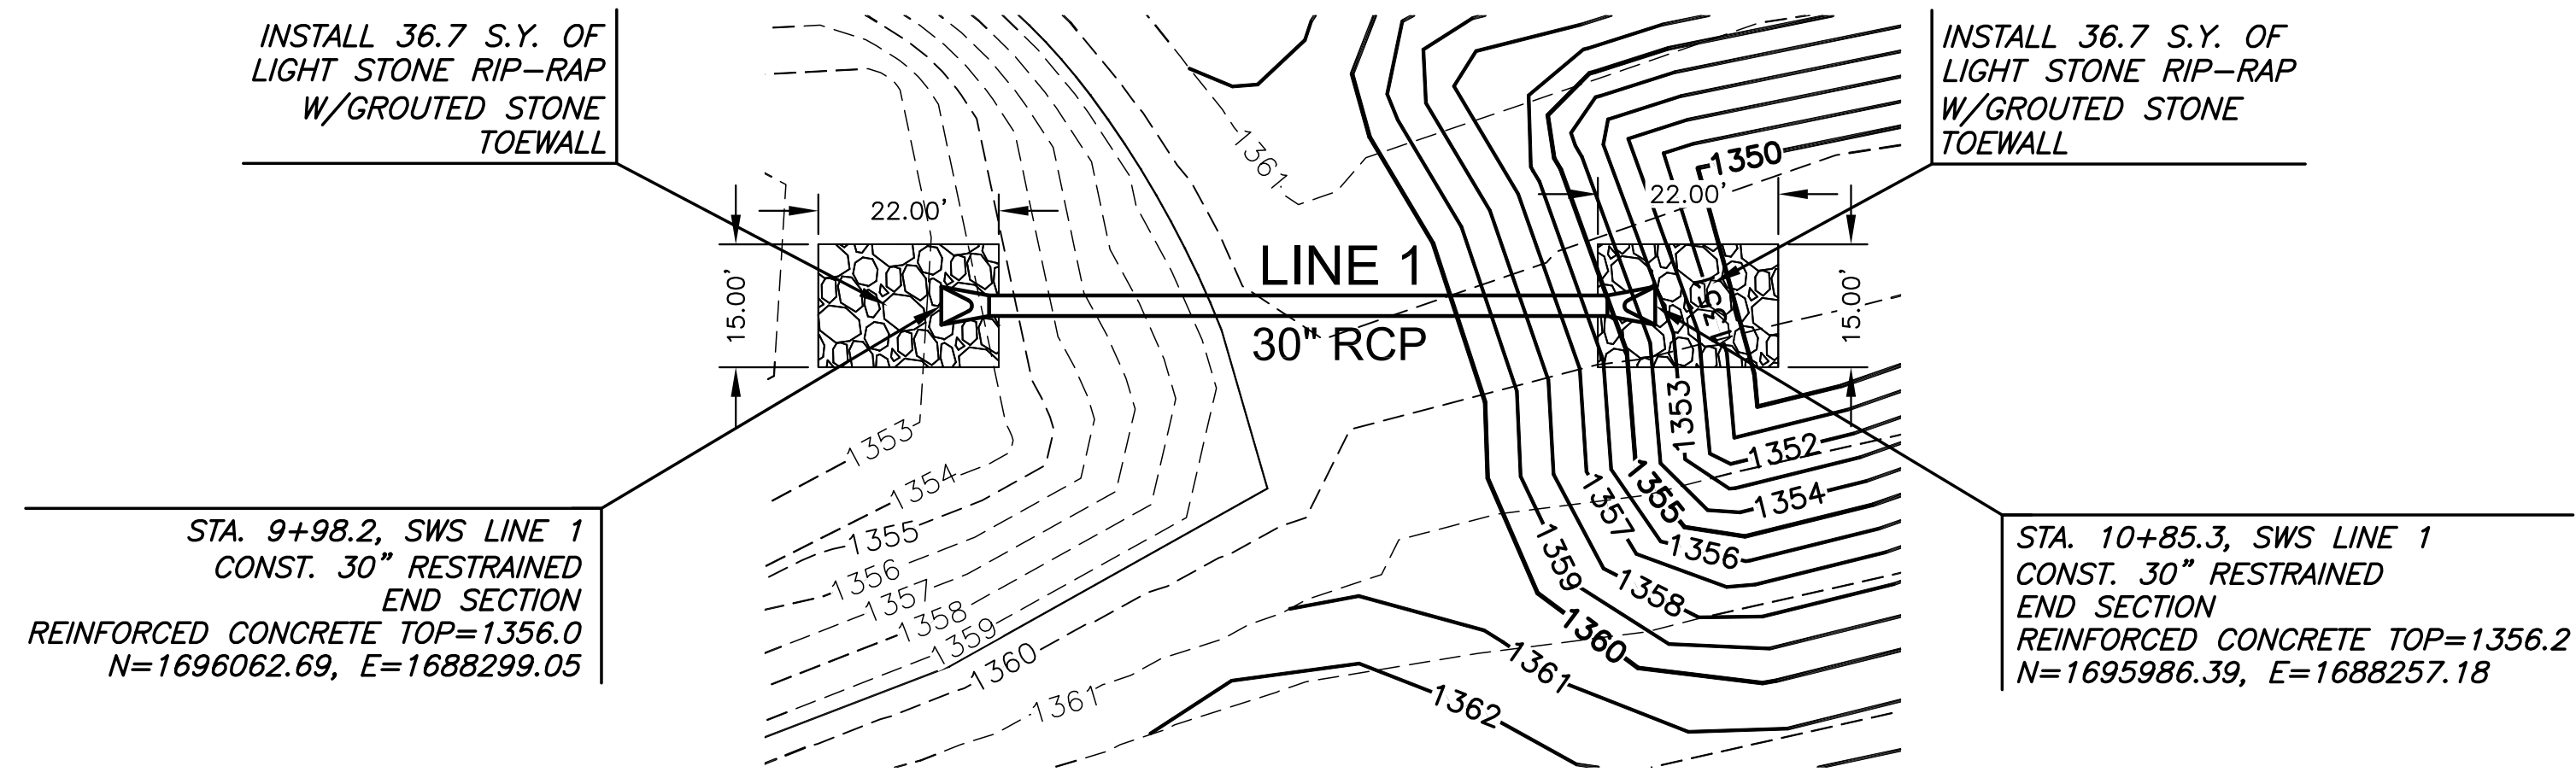 INSTALL 36.7 S.Y. OF
LIGHT STONE RIP-RAP
W/GROUTED STONE
TOEWALL
INSTALL 36.7 S.Y. OF
LIGHT STONE RIP-RAP
W/GROUTED STONE
TOEWALL
1361
1350
22.00'
22.00'
15.00'
15.00'
LINE 1
30" RCP
1353
1353
1352
1354
1354
1355
1355
1357
1356
1356
1359
1358
1357
1358
1359
1360
1360
1361
1361
1362
STA. 9+98.2, SWS LINE 1
CONST. 30" RESTRAINED
END SECTION
REINFORCED CONCRETE TOP=1356.0
N=1696062.69, E=1688299.05
STA. 10+85.3, SWS LINE 1
CONST. 30" RESTRAINED
END SECTION
REINFORCED CONCRETE TOP=1356.2
N=1695986.39, E=1688257.18